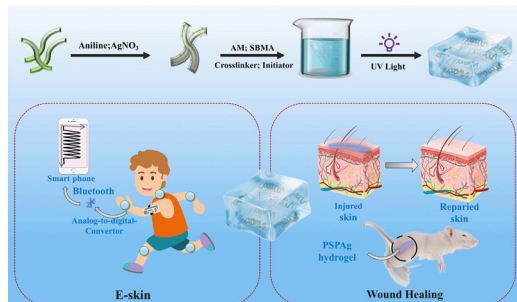 Aniline;AgNO3
AM; SBMA
Crosslinker; Initiator
UV Light
Smart phone
Bluetooth
Analog-to-digital-
Convertor
E-skin
Injured
skin
Reparied
skin
PSPAg
hydrogel
Wound Healing